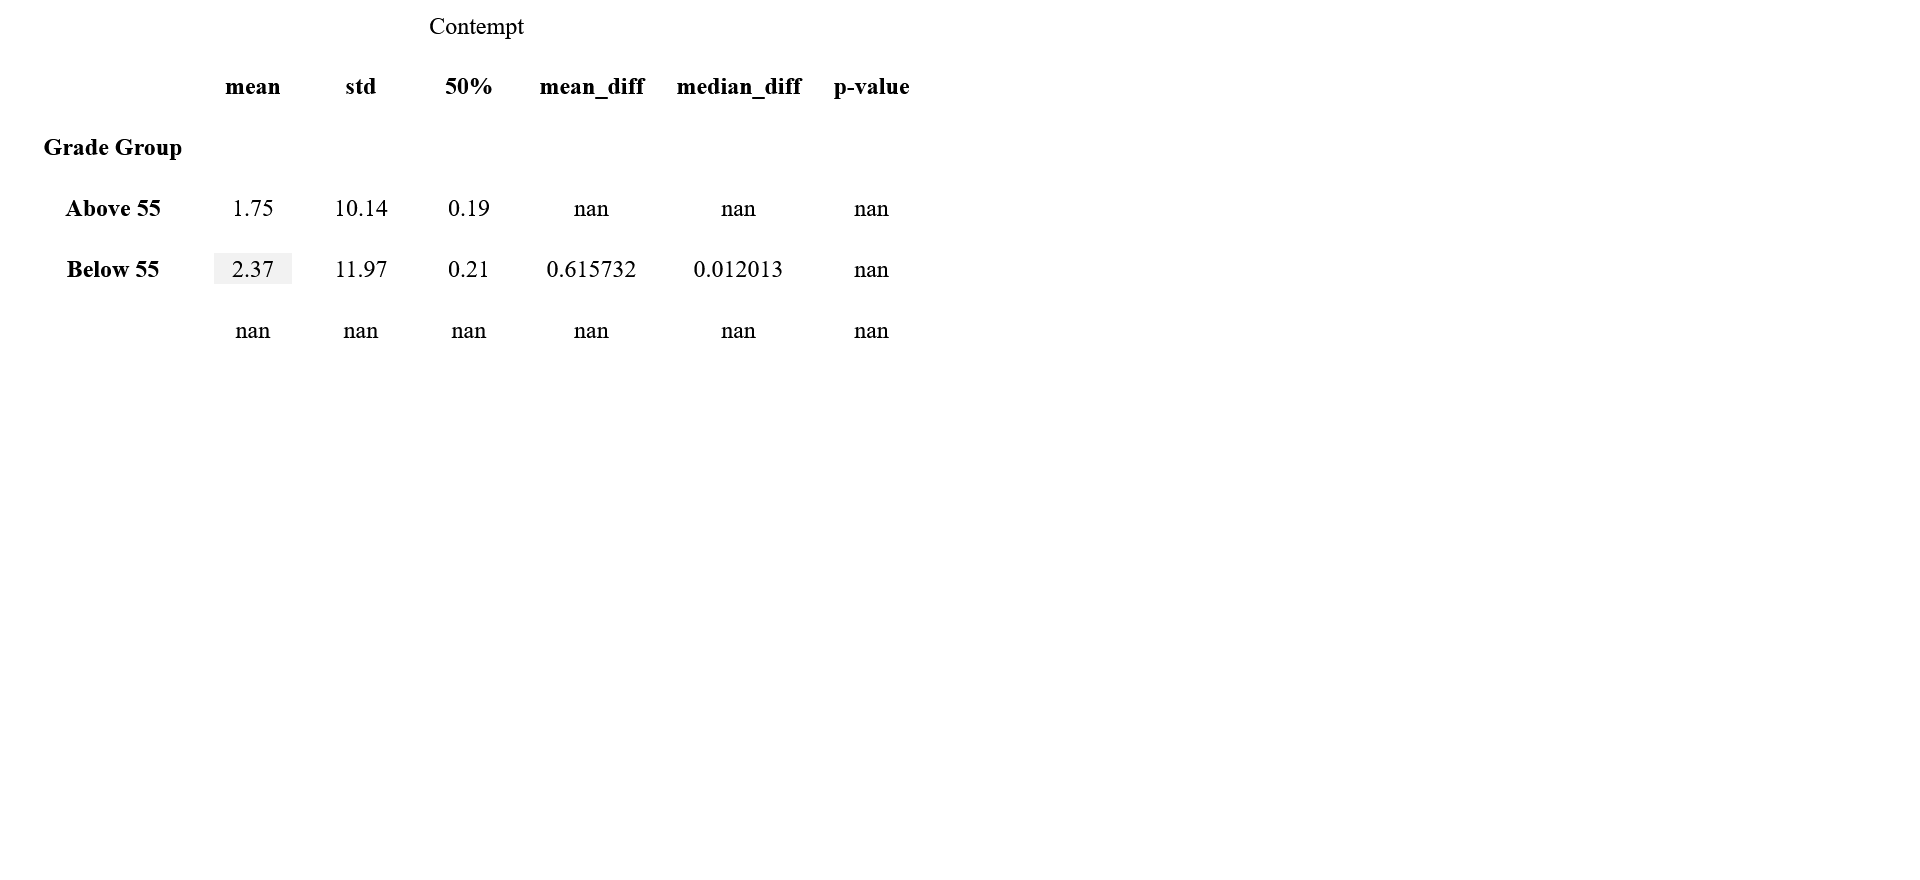 Contempt
mean std 50% mean_diff median_diff p-value
Grade Group
Above 55 1.75 10.14 0.19 nan nan nan
Below 55 2.37 11.97 0.21 0.615732 0.012013 nan
nan nan nan nan nan nan